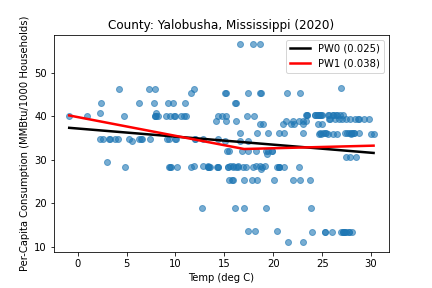 County: Yalobusha, Mississippi (2020)
PW0 (0.025)
PW1 (0.038)
Per-Capita Consumption (MMBtu/1000 Households)
50
40
30
20
10
0
5
10
15
20
25
30
Temp (deg C)